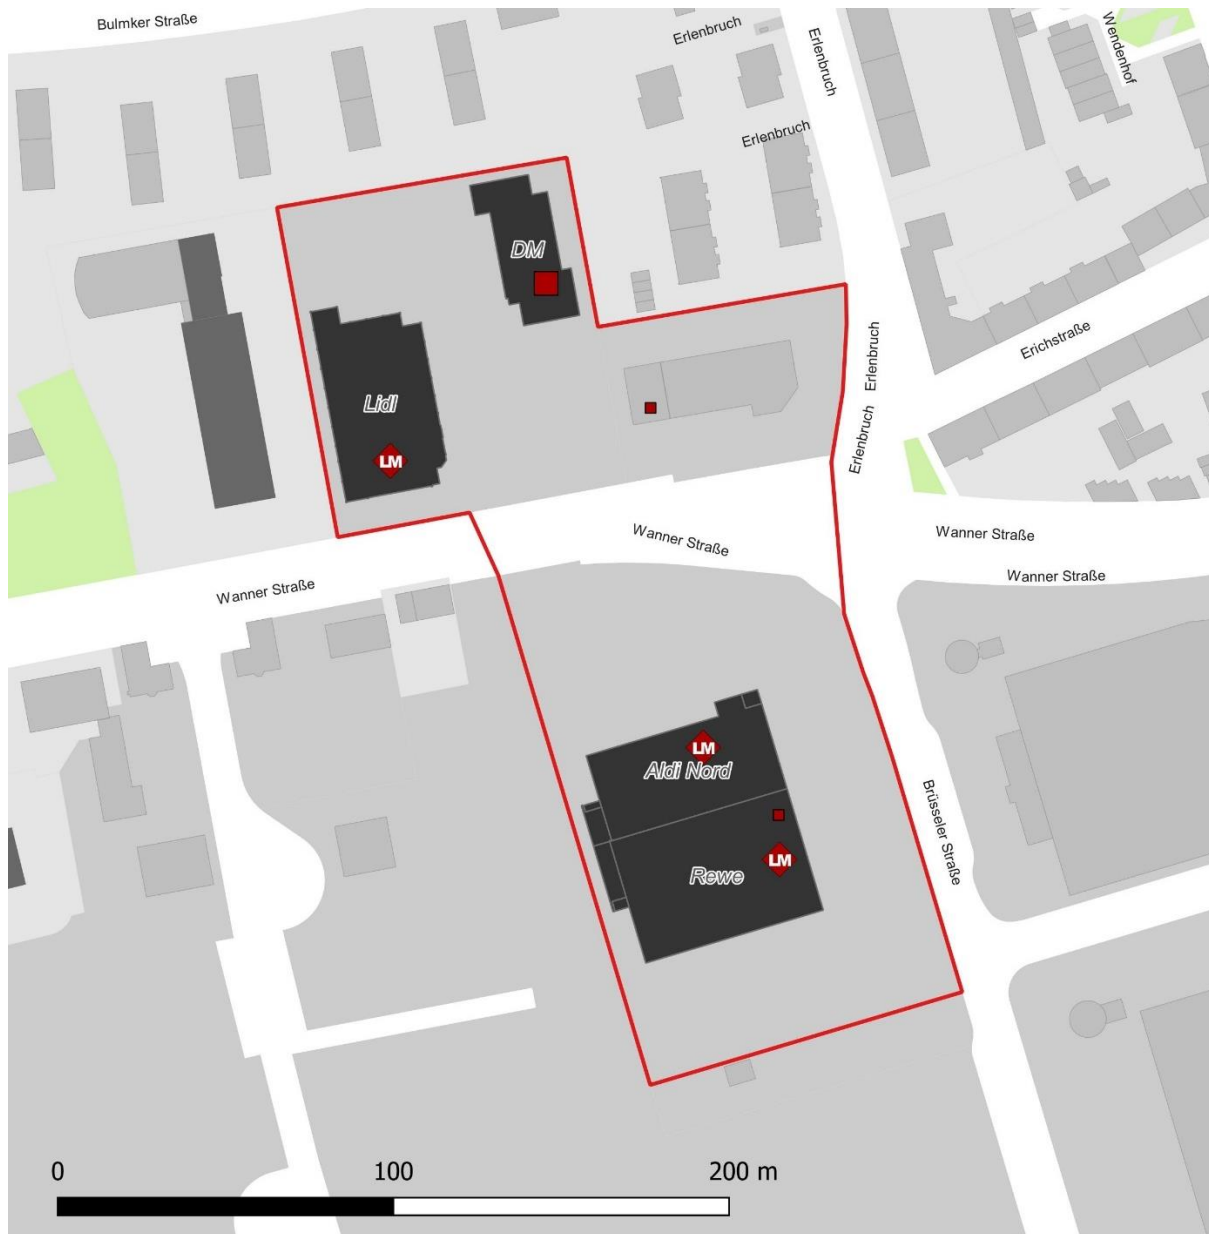 Bulmker Straße
Erlenbruch
Erlenbruch
Wendenhof
Erlenbruch
DM
Erichstraße
Erlenbruch
Lidl
Erlenbruch
LM
Wanner Straße
Wanner Straße
Wanner Straße
Wanner Straße
LM
Aldi Nord
Brüsseler Straße
LM
Rewe
0 100 200 m